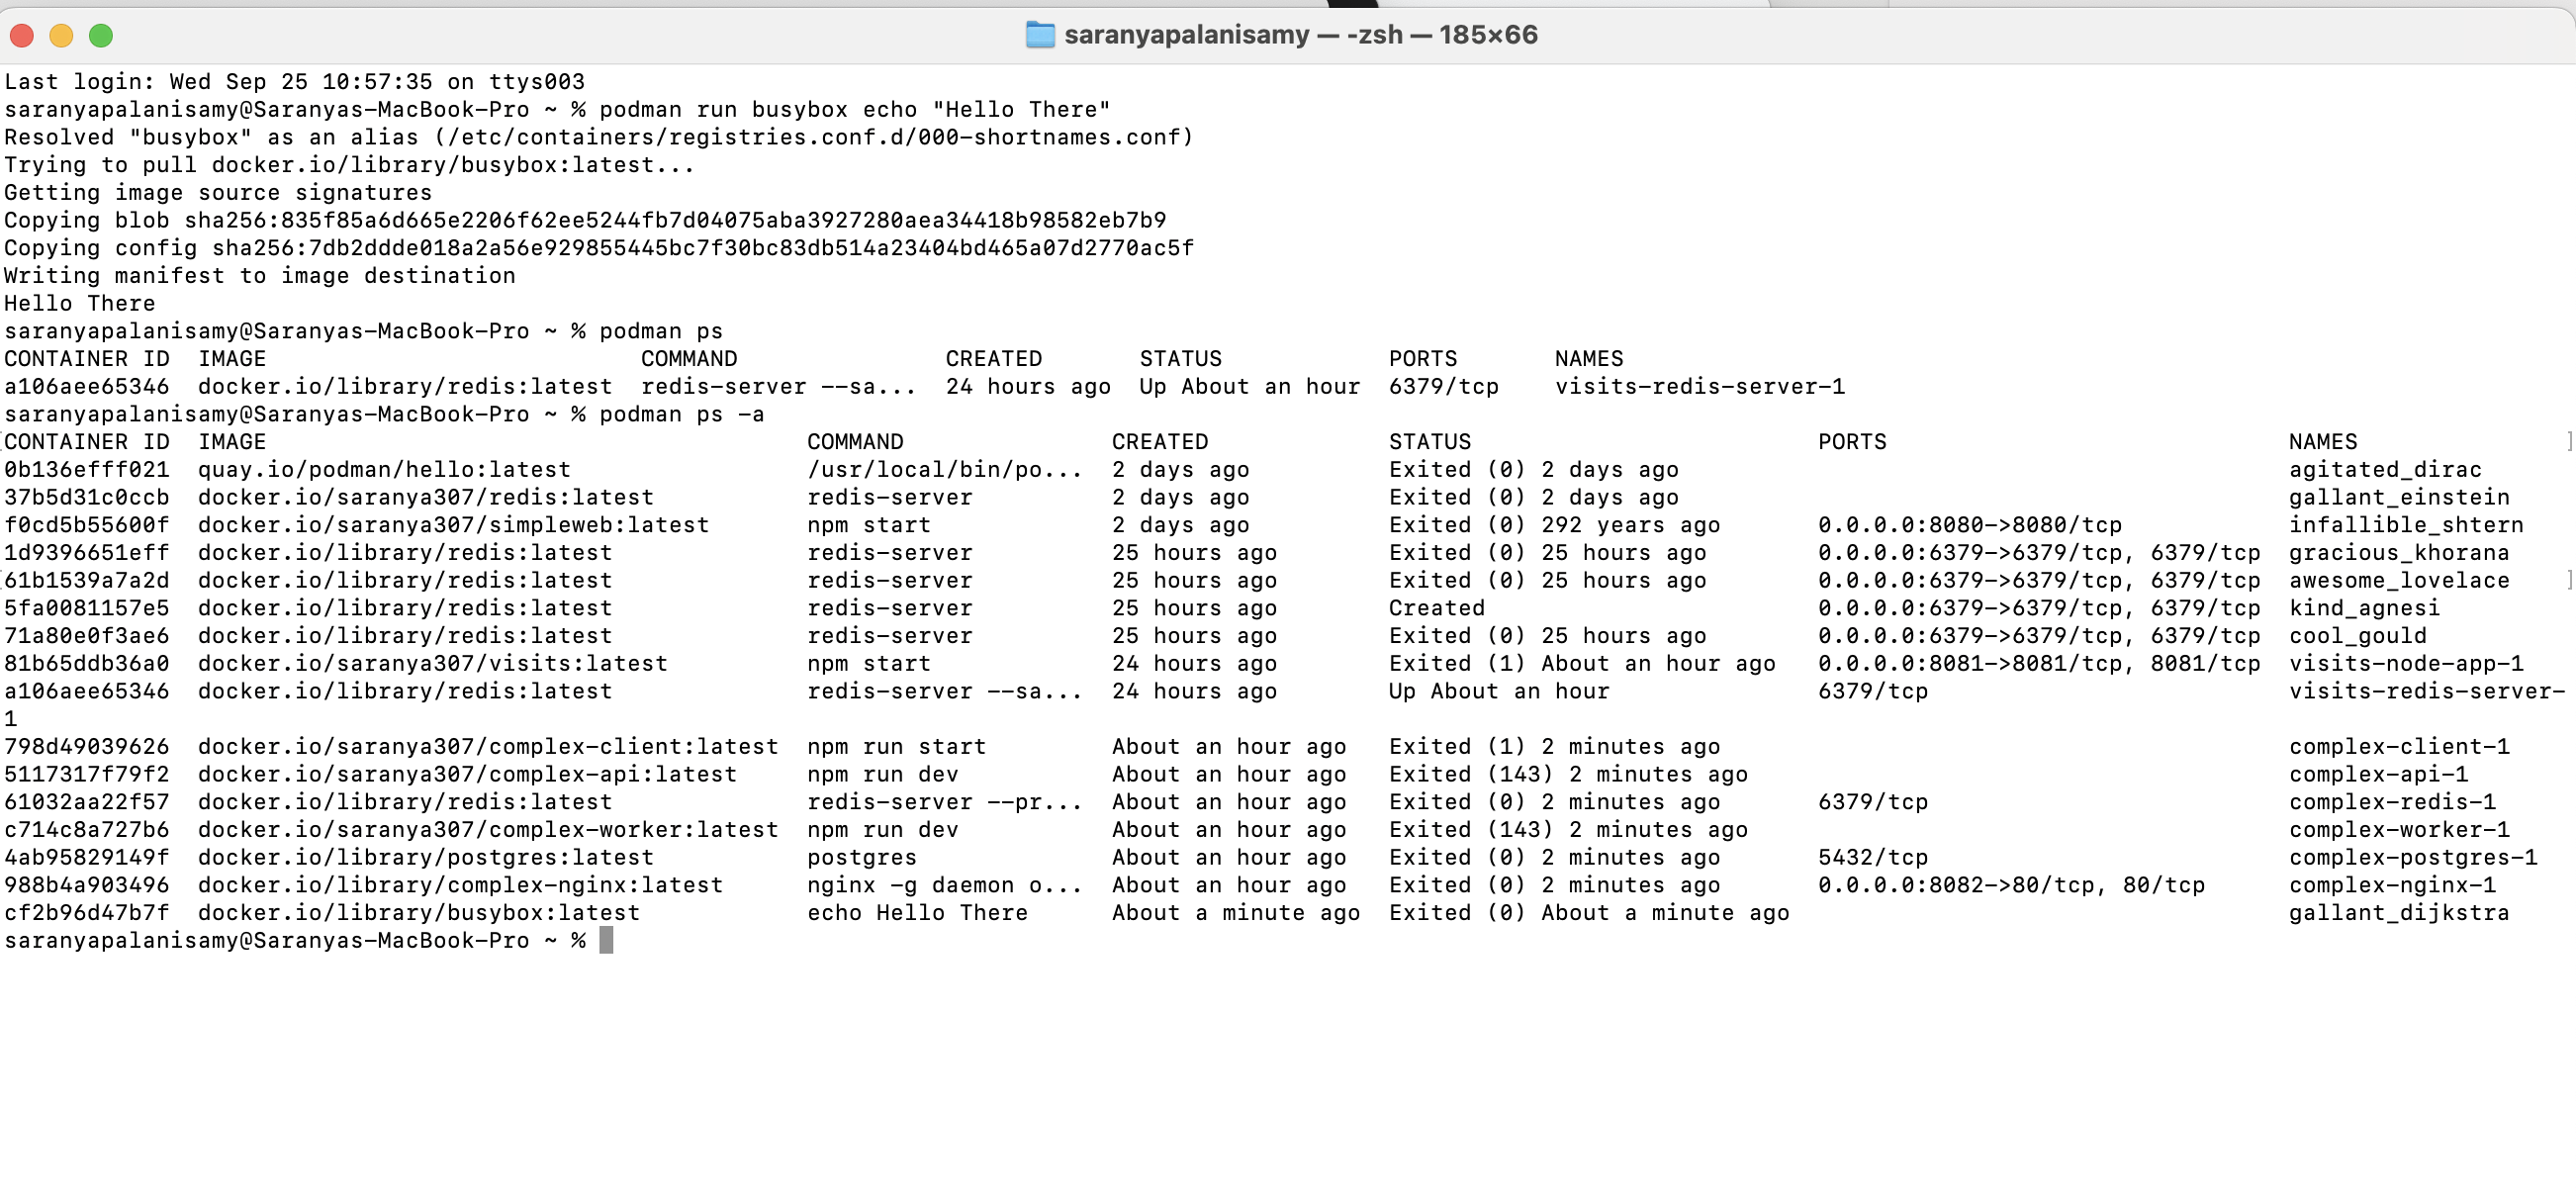 saranyapalanisamy — -zsh — 185×66
Last login: Wed Sep 25 10:57:35 on ttys003
saranyapalanisamy@Saranyas-MacBook-Pro ~ % podman run busybox echo "Hello There"
Resolved "busybox" as an alias (/etc/containers/registries.conf.d/000-shortnames.conf)
Trying to pull docker.io/library/busybox:latest...
Getting image source signatures
Copying blob sha256:835f85a6d665e2206f62ee5244fb7d04075aba3927280aea34418b98582eb7b9
Copying config sha256:7db2ddde018a2a56e929855445bc7f30bc83db514a23404bd465a07d2770ac5f
Writing manifest to image destination
Hello There
saranyapalanisamy@Saranyas-MacBook-Pro ~ % podman ps
CONTAINER ID  IMAGE                           COMMAND               CREATED       STATUS            PORTS       NAMES
a106aee65346  docker.io/library/redis:latest  redis-server --sa...  24 hours ago  Up About an hour  6379/tcp    visits-redis-server-1
saranyapalanisamy@Saranyas-MacBook-Pro ~ % podman ps -a
CONTAINER ID  IMAGE                                       COMMAND               CREATED             STATUS                         PORTS                             NAMES
0b136efff021  quay.io/podman/hello:latest                 /usr/local/bin/po...  2 days ago          Exited (0) 2 days ago                                            agitated_dirac
37b5d31c0ccb  docker.io/saranya307/redis:latest           redis-server          2 days ago          Exited (0) 2 days ago                                            gallant_einstein
f0cd5b55600f  docker.io/saranya307/simpleweb:latest       npm start             2 days ago          Exited (0) 292 years ago       0.0.0.0:8080->8080/tcp            infallible_shtern
1d9396651eff  docker.io/library/redis:latest              redis-server          25 hours ago        Exited (0) 25 hours ago        0.0.0.0:6379->6379/tcp, 6379/tcp  gracious_khorana
61b1539a7a2d  docker.io/library/redis:latest              redis-server          25 hours ago        Exited (0) 25 hours ago        0.0.0.0:6379->6379/tcp, 6379/tcp  awesome_lovelace
5fa0081157e5  docker.io/library/redis:latest              redis-server          25 hours ago        Created                        0.0.0.0:6379->6379/tcp, 6379/tcp  kind_agnesi
71a80e0f3ae6  docker.io/library/redis:latest              redis-server          25 hours ago        Exited (0) 25 hours ago        0.0.0.0:6379->6379/tcp, 6379/tcp  cool_gould
81b65ddb36a0  docker.io/saranya307/visits:latest          npm start             24 hours ago        Exited (1) About an hour ago   0.0.0.0:8081->8081/tcp, 8081/tcp  visits-node-app-1
a106aee65346  docker.io/library/redis:latest              redis-server --sa...  24 hours ago        Up About an hour               6379/tcp                          visits-redis-server-
1
798d49039626  docker.io/saranya307/complex-client:latest  npm run start         About an hour ago   Exited (1) 2 minutes ago                                         complex-client-1
5117317f79f2  docker.io/saranya307/complex-api:latest     npm run dev           About an hour ago   Exited (143) 2 minutes ago                                       complex-api-1
61032aa22f57  docker.io/library/redis:latest              redis-server --pr...  About an hour ago   Exited (0) 2 minutes ago       6379/tcp                          complex-redis-1
c714c8a727b6  docker.io/saranya307/complex-worker:latest  npm run dev           About an hour ago   Exited (143) 2 minutes ago                                       complex-worker-1
4ab95829149f  docker.io/library/postgres:latest           postgres              About an hour ago   Exited (0) 2 minutes ago       5432/tcp                          complex-postgres-1
988b4a903496  docker.io/library/complex-nginx:latest      nginx -g daemon o...  About an hour ago   Exited (0) 2 minutes ago       0.0.0.0:8082->80/tcp, 80/tcp      complex-nginx-1
cf2b96d47b7f  docker.io/library/busybox:latest            echo Hello There      About a minute ago  Exited (0) About a minute ago                                    gallant_dijkstra
saranyapalanisamy@Saranyas-MacBook-Pro ~ %